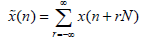 x̃(n) = ∑_{r=-∞}^{∞} x(n + rN)